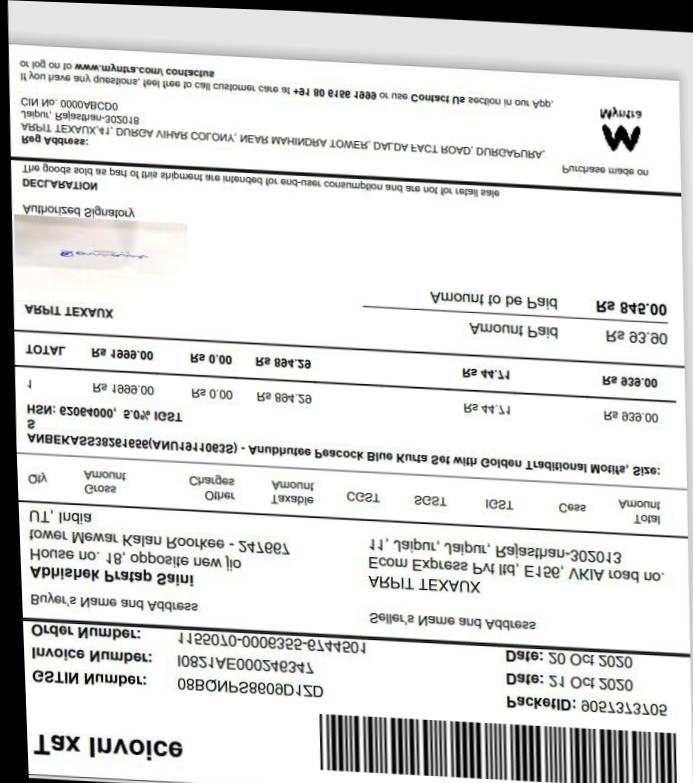 Tax Invoice
GSTIN Number: 08BQNPS8609D1ZD
PacketID: 9057373705
Invoice Number: I0821AE000246347
Date: 21 Oct 2020
Order Number: 1155070-0006355-6744501
Date: 20 Oct 2020
Buyer's Name and Address
Abhishek Pratap Saini
House no. 18, opposite new jio
tower Mewar Kalan Roorkee - 247667
UT, India
Seller's Name and Address
ARPIT TEXAUX
Ecom Express Pvt ltd, E156, VKIA road no.
11, Jaipur, Jaipur, Rajasthan-302013
Qty Gross Amount Other Charges Taxable Amount CGST SGST IGST Cess Total Amount
ANBEKASS38261656(ANU1911063S) - Anubhutee Peacock Blue Kurta Set with Golden Traditional Motifs, Size:
S
HSN: 62064000, 5.0% IGST
1 Rs 1999.00 Rs 0.00 Rs 894.29 Rs 44.71 Rs 939.00
TOTAL Rs 1999.00 Rs 0.00 Rs 894.29 Rs 44.71 Rs 939.00
ARPIT TEXAUX
Amount Paid Rs 93.90
Amount to be Paid Rs 845.00
Authorized Signatory
DECLARATION
The goods sold as part of this shipment are intended for end-user consumption and are not for retail sale
Reg Address:
ARPIT TEXAUX,41, DURGA VIHAR COLONY, NEAR MAHINDRA TOWER, DALDA FACT ROAD, DURGAPURA,
Jaipur, Rajasthan-302018
CIN No. 0000ABCD0
Purchase made on
Myntra
If you have any questions, feel free to call customer care at +91 80 6156 1999 or use Contact Us section in our App,
or log on to www.myntra.com/ contactus